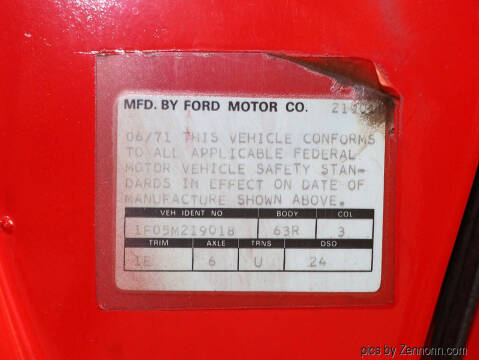 MFD. BY FORD MOTOR CO.
06/71 THIS VEHICLE CONFORMS
TO ALL APPLICABLE FEDERAL
MOTOR VEHICLE SAFETY STAN-
DARDS IN EFFECT ON DATE OF
MANUFACTURE SHOWN ABOVE.
VEH IDENT NO BODY COL
1F05M219018 63R 3
TRIM AXLE TRNS DSO
1E 6 U 24
pics by Zennonn.com